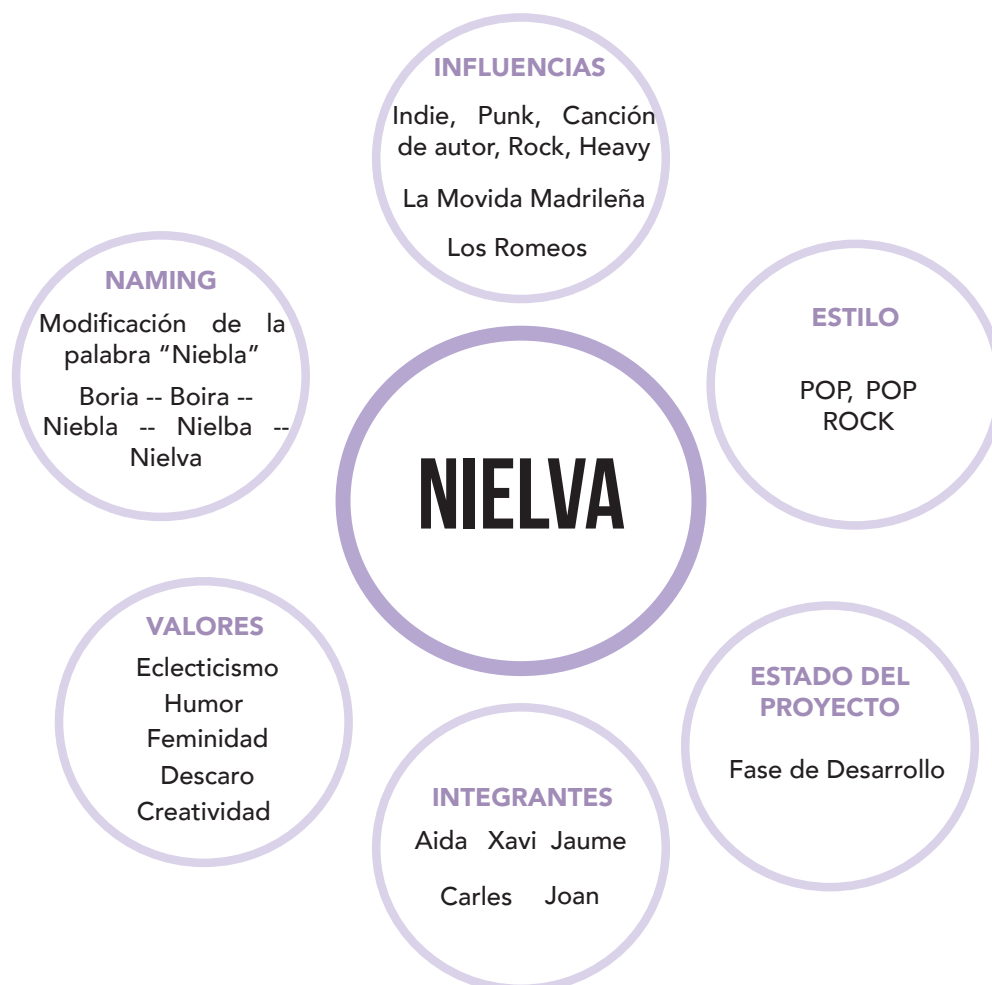 INFLUENCIAS
Indie, Punk, Canción
de autor, Rock, Heavy
La Movida Madrileña
Los Romeos
NAMING
Modificación de la
palabra “Niebla”
Boria -- Boira --
Niebla -- Nielba --
Nielva
ESTILO
POP, POP
ROCK
NIELVA
VALORES
Eclecticismo
Humor
Feminidad
Descaro
Creatividad
ESTADO DEL
PROYECTO
Fase de Desarrollo
INTEGRANTES
Aida Xavi Jaume
Carles Joan